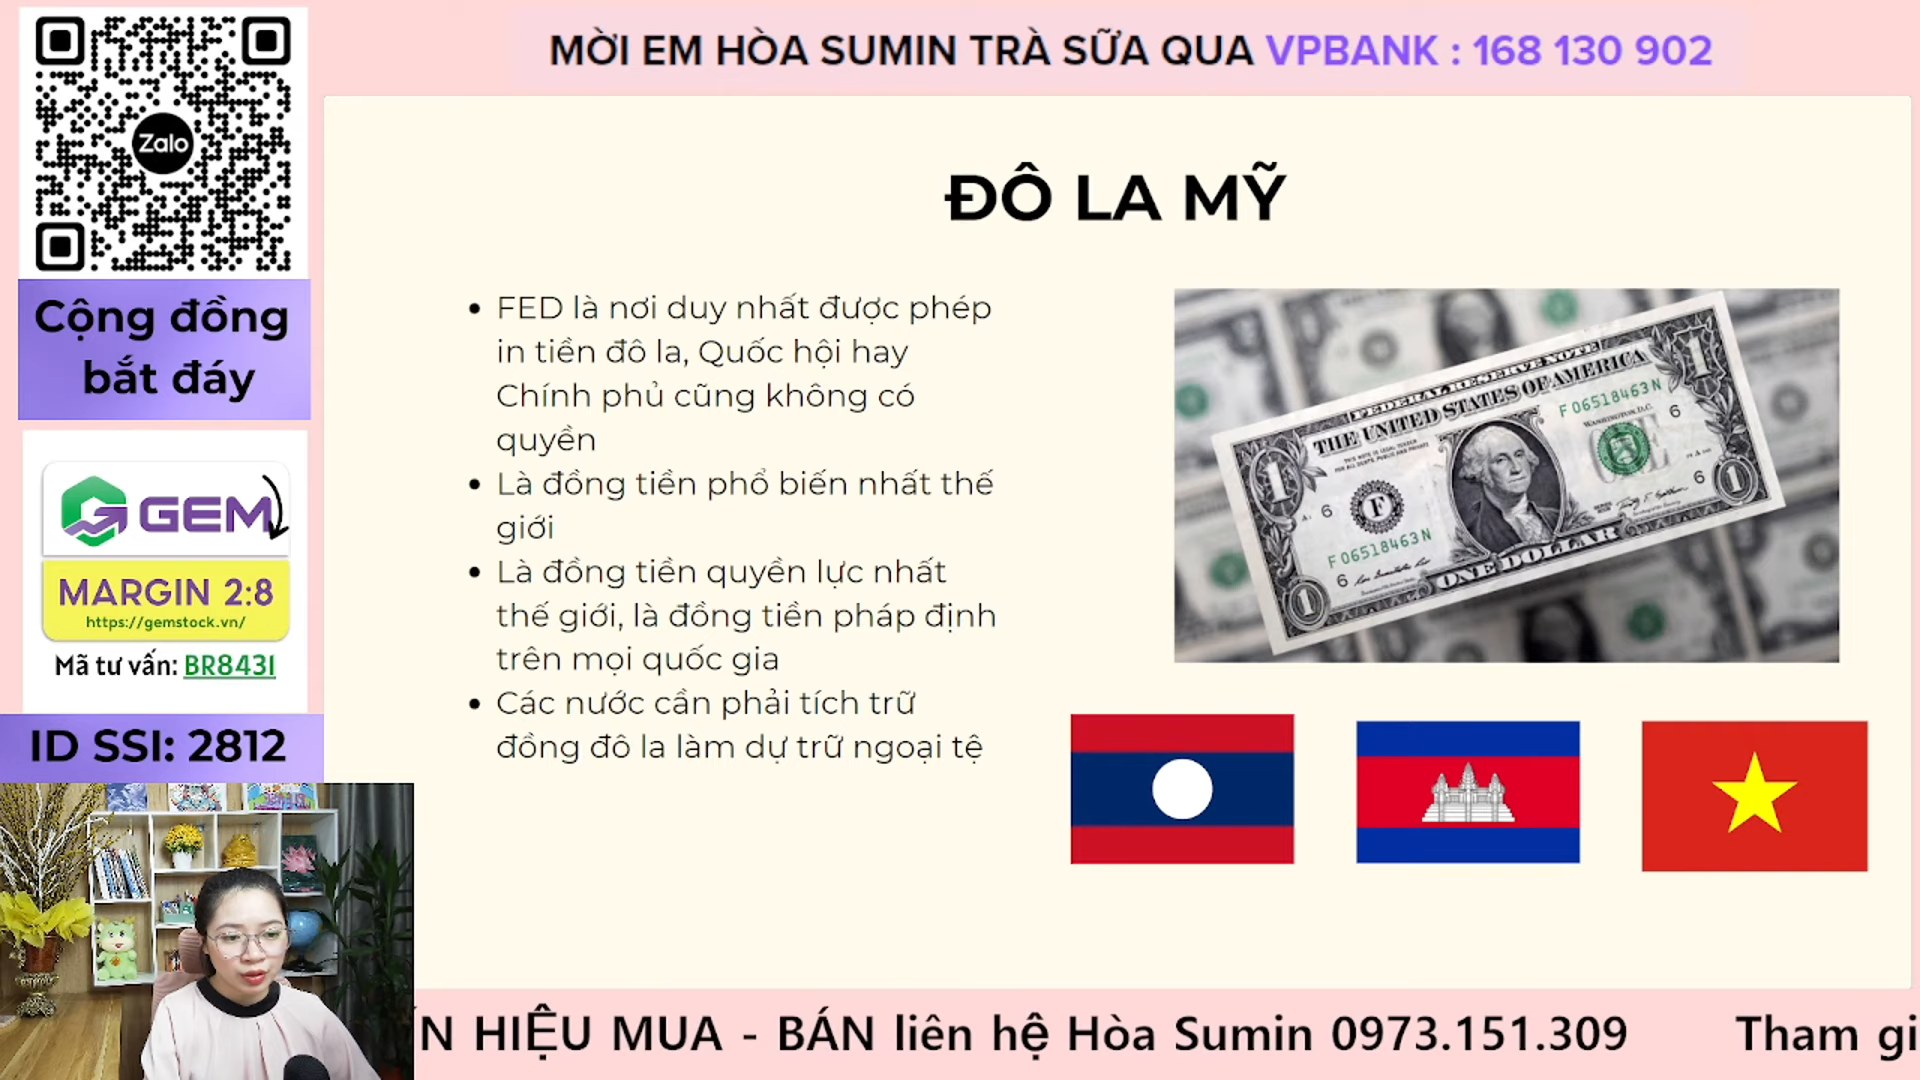 MỜI EM HÒA SUMIN TRÀ SỮA QUA VPBANK : 168 130 902
Zalo
Cộng đồng
bắt đáy
GEM
MARGIN 2:8
https://gemstock.vn/
Mã tư vấn: BR8431
ID SSI: 2812
ĐÔ LA MỸ
• FED là nơi duy nhất được phép
in tiền đô la, Quốc hội hay
Chính phủ cũng không có
quyền
• Là đồng tiền phổ biến nhất thế
giới
• Là đồng tiền quyền lực nhất
thế giới, là đồng tiền pháp định
trên mọi quốc gia
• Các nước cần phải tích trữ
đồng đô la làm dự trữ ngoại tệ
FEDERAL RESERVE NOTE
THE UNITED STATES OF AMERICA
F 06518463 N
WASHINGTON, D.C.
F 06518463 N
ONE DOLLAR
N HIỆU MUA - BÁN liên hệ Hòa Sumin 0973.151.309 Tham gi